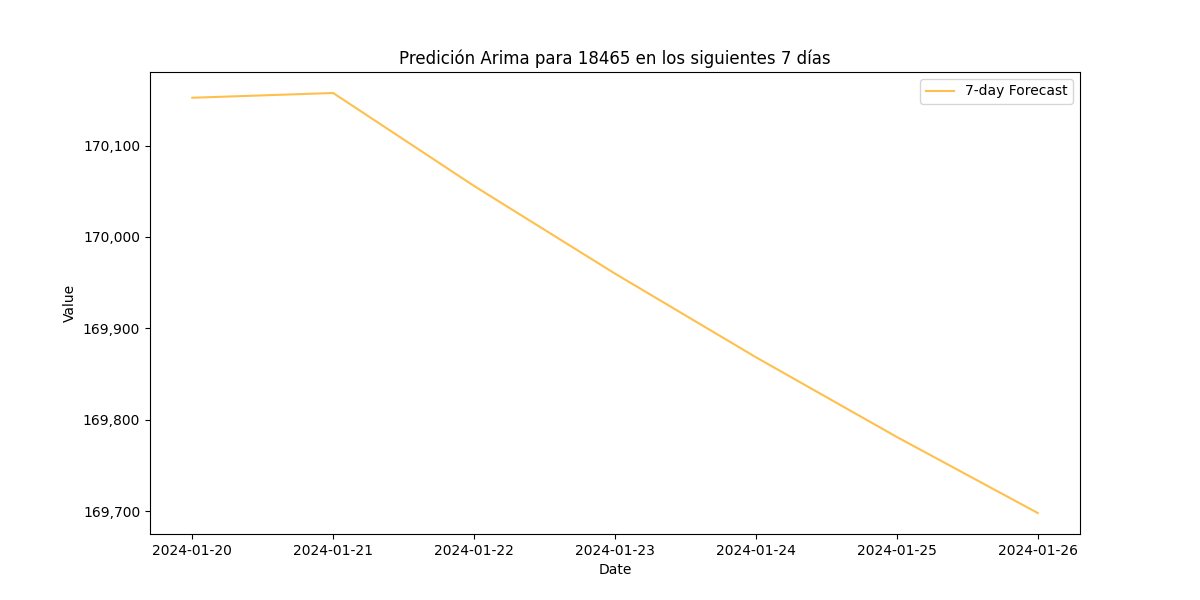 Predición Arima para 18465 en los siguientes 7 días
7-day Forecast
170,100
170,000
169,900
169,800
169,700
Value
2024-01-20 2024-01-21 2024-01-22 2024-01-23 2024-01-24 2024-01-25 2024-01-26
Date